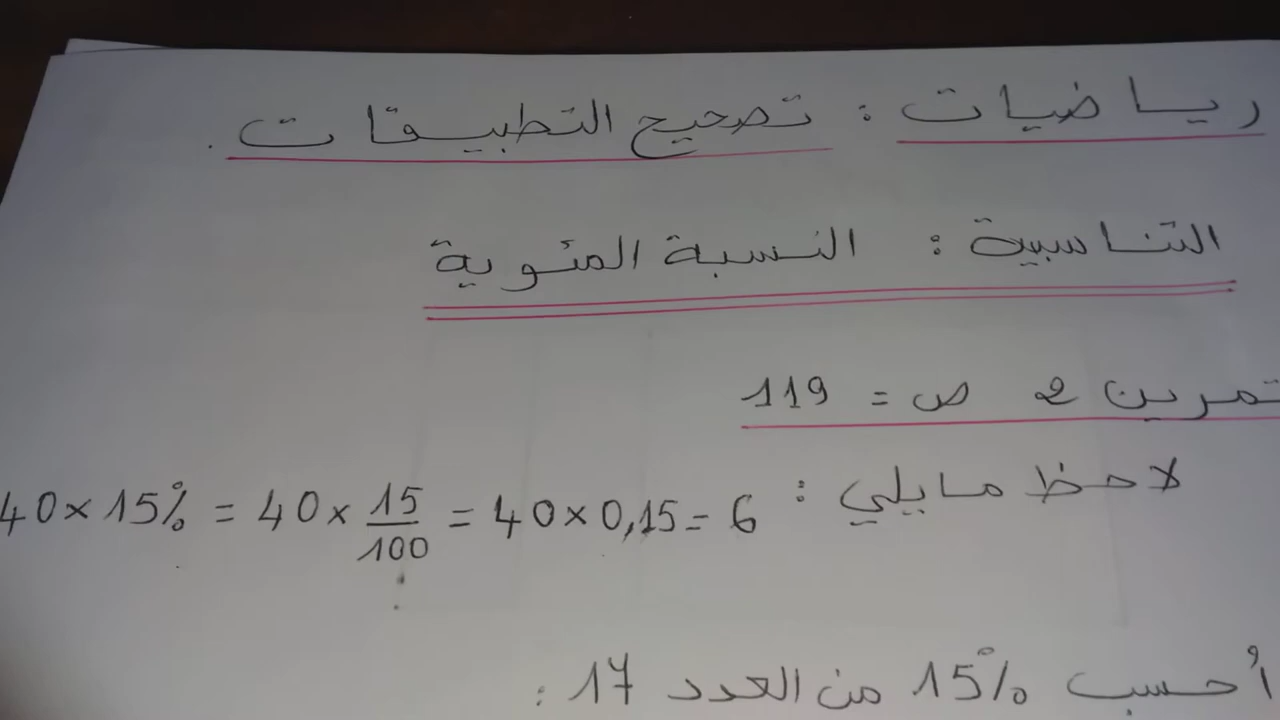 رياضيات : تصحيح التطبيقات .
التناسبية : النسبة المئوية
تمرين 2 ص = 119
لاحظ مايلي : 40 × 15% = 40 × 15/100 = 40 × 0,15 = 6
أحسب 15% من العدد 17 :